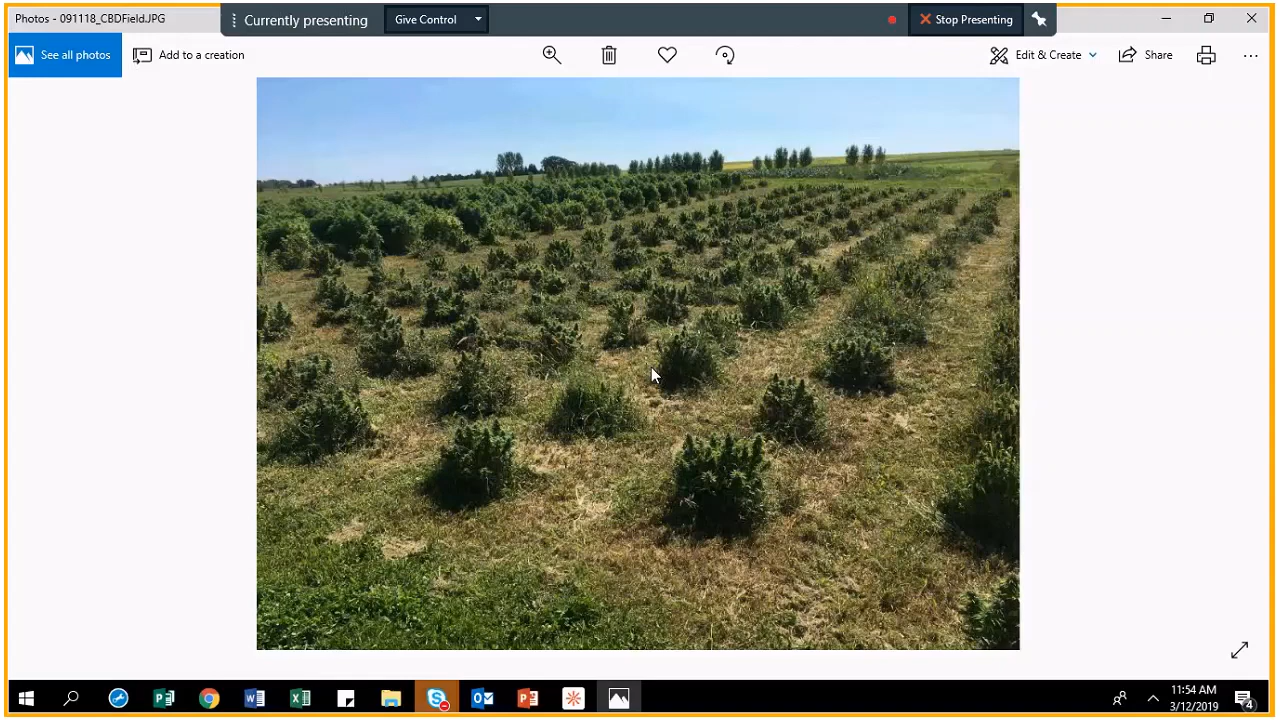 Photos - 091118_CBDField.JPG
Currently presenting
Give Control
Stop Presenting
See all photos
Add to a creation
Edit & Create
Share
11:54 AM
3/12/2019
4